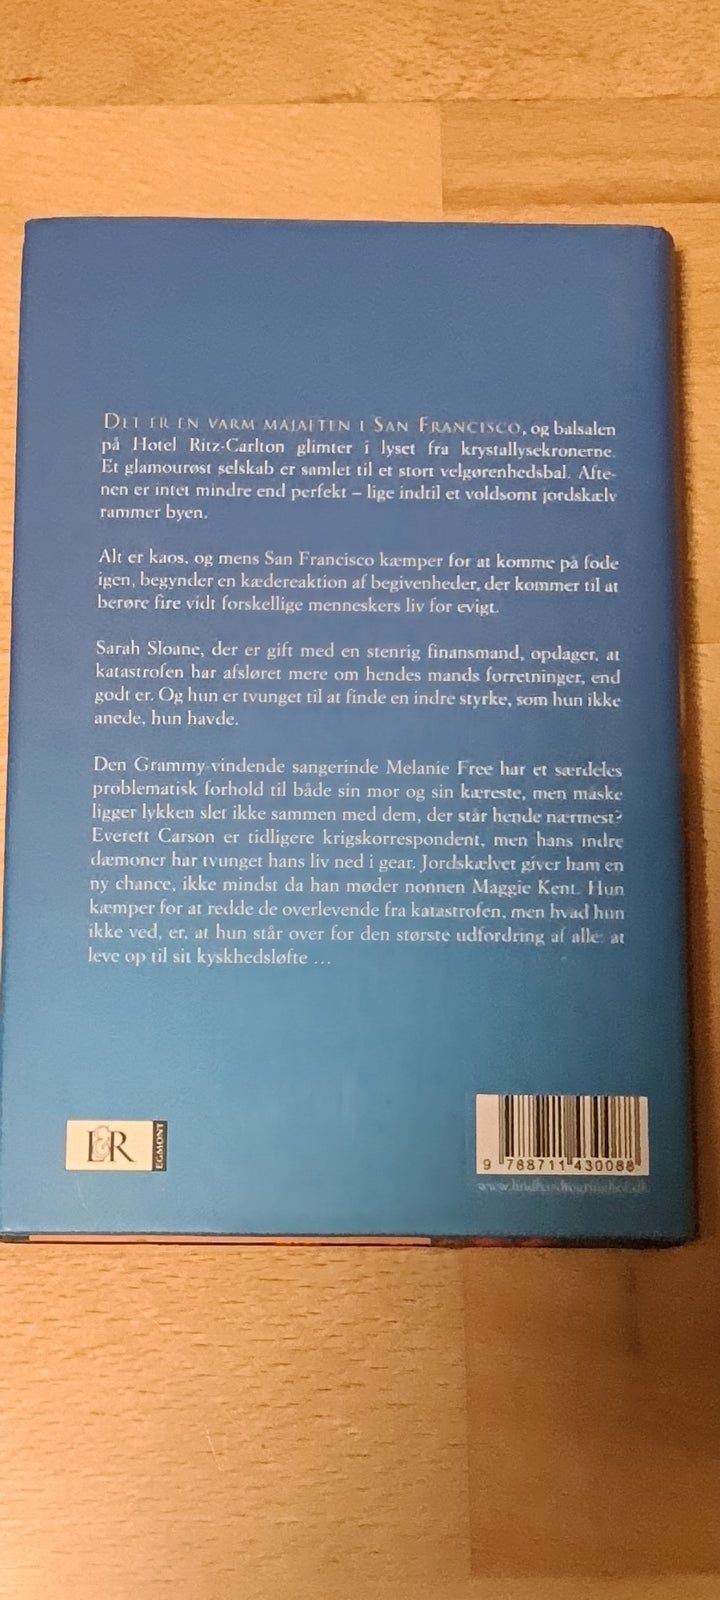 DET ER EN VARM MAJAFTEN I SAN FRANCISCO, og balsalen
på Hotel Ritz-Carlton glimter i lyset fra krystallysekronerne.
Et glamourøst selskab er samlet til et stort velgørenhedsbal. Afte-
nen er intet mindre end perfekt – lige indtil et voldsomt jordskælv
rammer byen.
Alt er kaos, og mens San Francisco kæmper for at komme på fode
igen, begynder en kædereaktion af begivenheder, der kommer til at
berøre fire vidt forskellige menneskers liv for evigt.
Sarah Sloane, der er gift med en stenrig finansmand, opdager, at
katastrofen har afsløret mere om hendes mands forretninger, end
godt er. Og hun er tvunget til at finde en indre styrke, som hun ikke
anede, hun havde.
Den Grammy-vindende sangerinde Melanie Free har et særdeles
problematisk forhold til både sin mor og sin kæreste, men måske
ligger lykken slet ikke sammen med dem, der står hende nærmest?
Everett Carson er tidligere krigskorrespondent, men hans indre
dæmoner har tvunget hans liv ned i gear. Jordskælvet giver ham en
ny chance, ikke mindst da han møder nonnen Maggie Kent. Hun
kæmper for at redde de overlevende fra katastrofen, men hvad hun
ikke ved, er, at hun står over for den største udfordring af alle: at
leve op til sit kyskhedsløfte ...
L&R EGMONT
9 788711 430088
www.lindhardtogringhof.dk